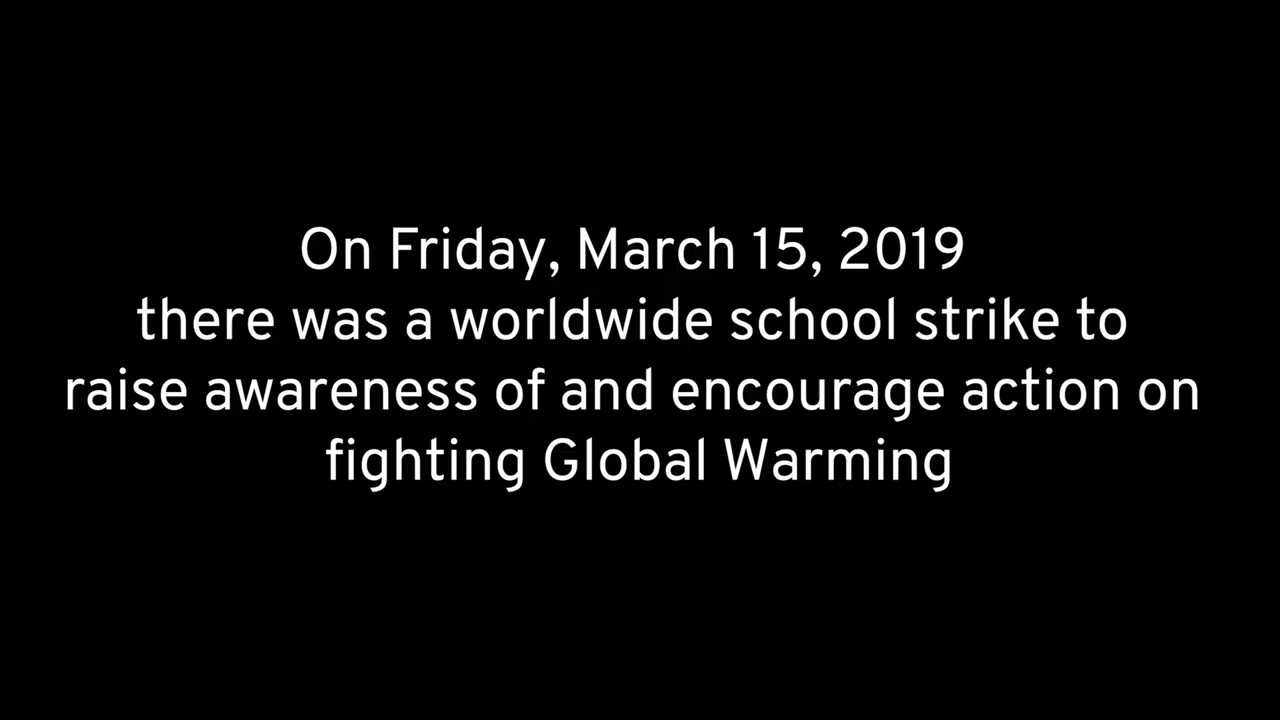 On Friday, March 15, 2019
there was a worldwide school strike to
raise awareness of and encourage action on
fighting Global Warming